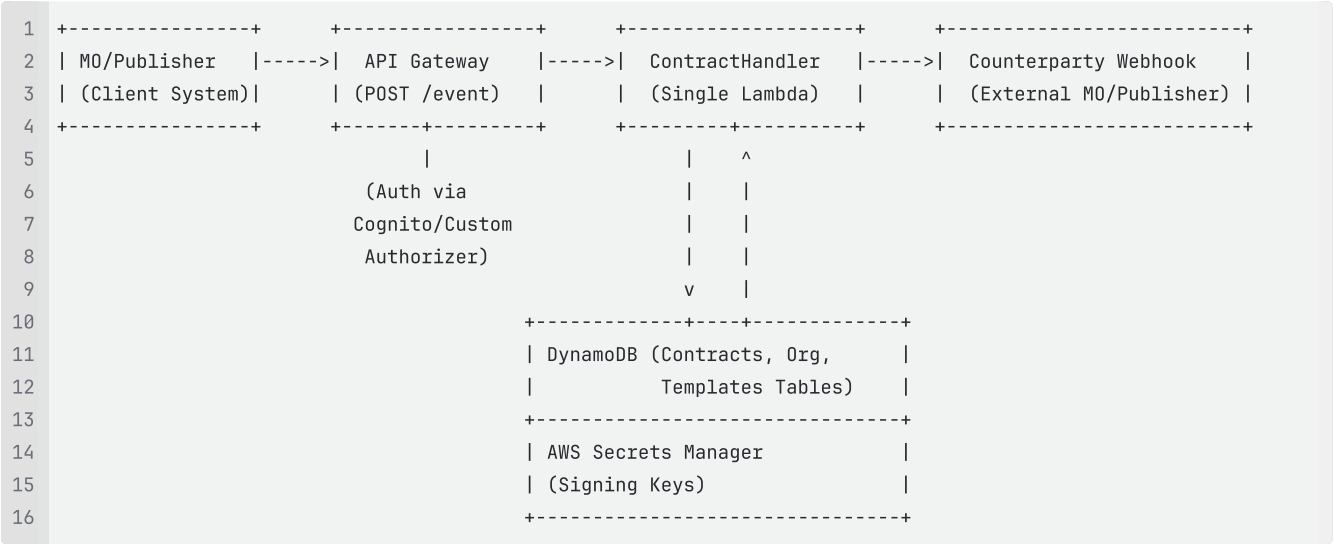 1 +----------------+      +------------------+      +---------------------+      +---------------------------+
2 | MO/Publisher   |----->|  API Gateway    |----->|  ContractHandler   |----->|  Counterparty Webhook    |
3 | (Client System)|      | (POST /event)   |      |  (Single Lambda)   |      |  (External MO/Publisher) |
4 +----------------+      +-------+---------+      +----------+----------+      +---------------------------+
5                                 |                      |    ^
6                            (Auth via                   |    |
7                           Cognito/Custom               |    |
8                            Authorizer)                 |    |
9                                                        v    |
10                                         +-------------+----+-------------+
11                                         | DynamoDB (Contracts, Org,      |
12                                         |           Templates Tables)    |
13                                         +--------------------------------+
14                                         | AWS Secrets Manager            |
15                                         | (Signing Keys)                 |
16                                         +--------------------------------+